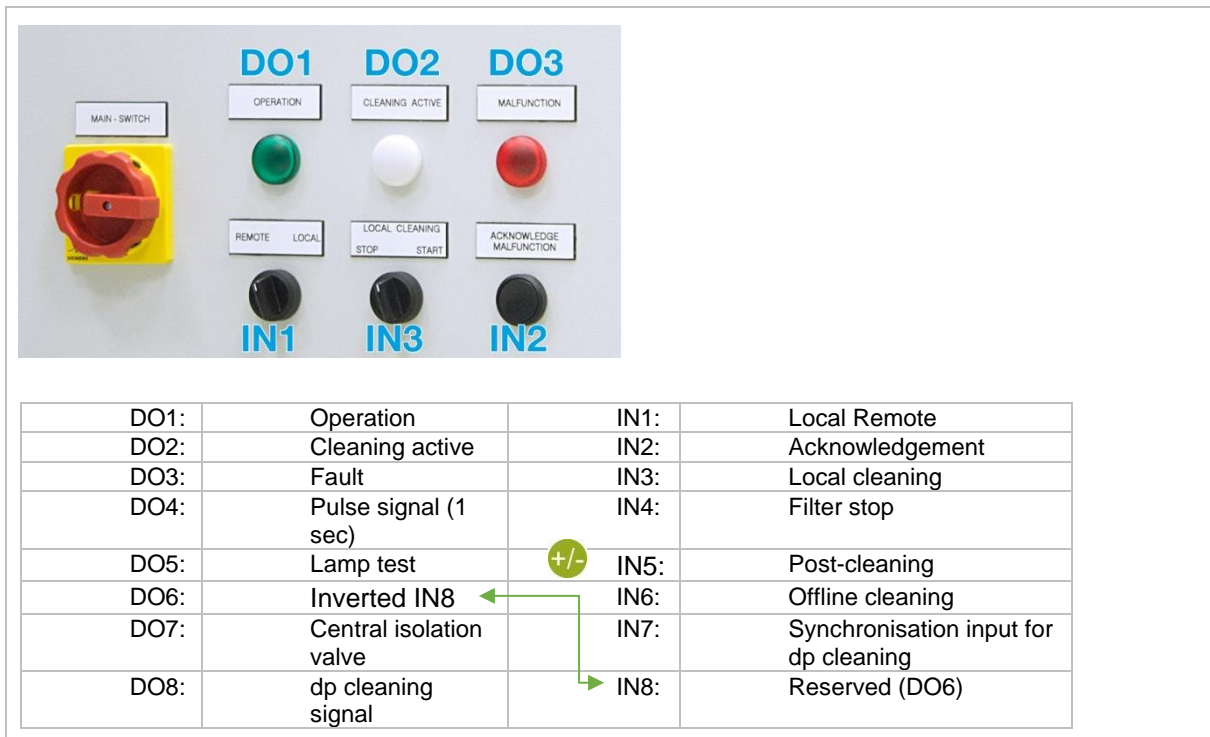 DO1 DO2 DO3
OPERATION CLEANING ACTIVE MALFUNCTION
MAIN - SWITCH
REMOTE LOCAL
LOCAL CLEANING
STOP START
ACKNOWLEDGE
MALFUNCTION
IN1 IN3 IN2
DO1: Operation IN1: Local Remote
DO2: Cleaning active IN2: Acknowledgement
DO3: Fault IN3: Local cleaning
DO4: Pulse signal (1
sec)
IN4: Filter stop
DO5: Lamp test +/- IN5: Post-cleaning
DO6: Inverted IN8 IN6: Offline cleaning
DO7: Central isolation
valve
IN7: Synchronisation input for
dp cleaning
DO8: dp cleaning
signal
IN8: Reserved (DO6)